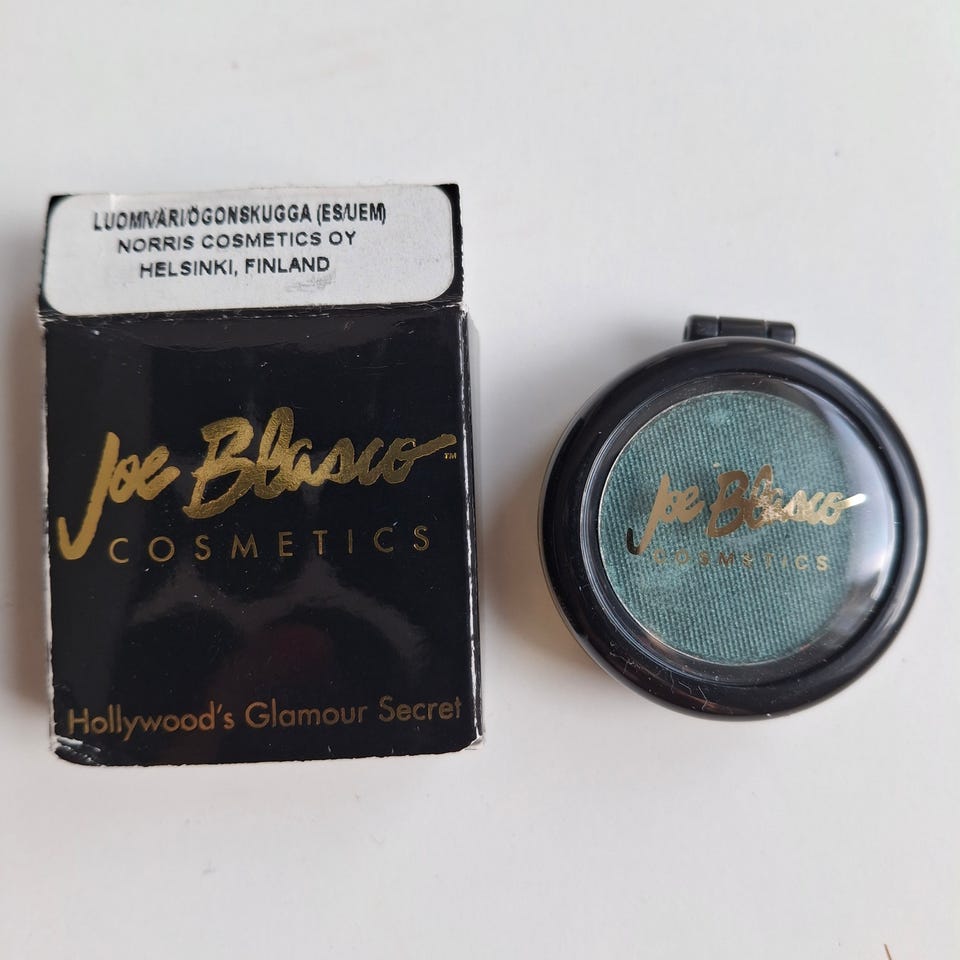 LUOMIVÄRI/ÖGONSKUGGA (ES/UEM)
NORRIS COSMETICS OY
HELSINKI, FINLAND
Joe Blasco™
COSMETICS
Hollywood's Glamour Secret
Joe Blasco
COSMETICS